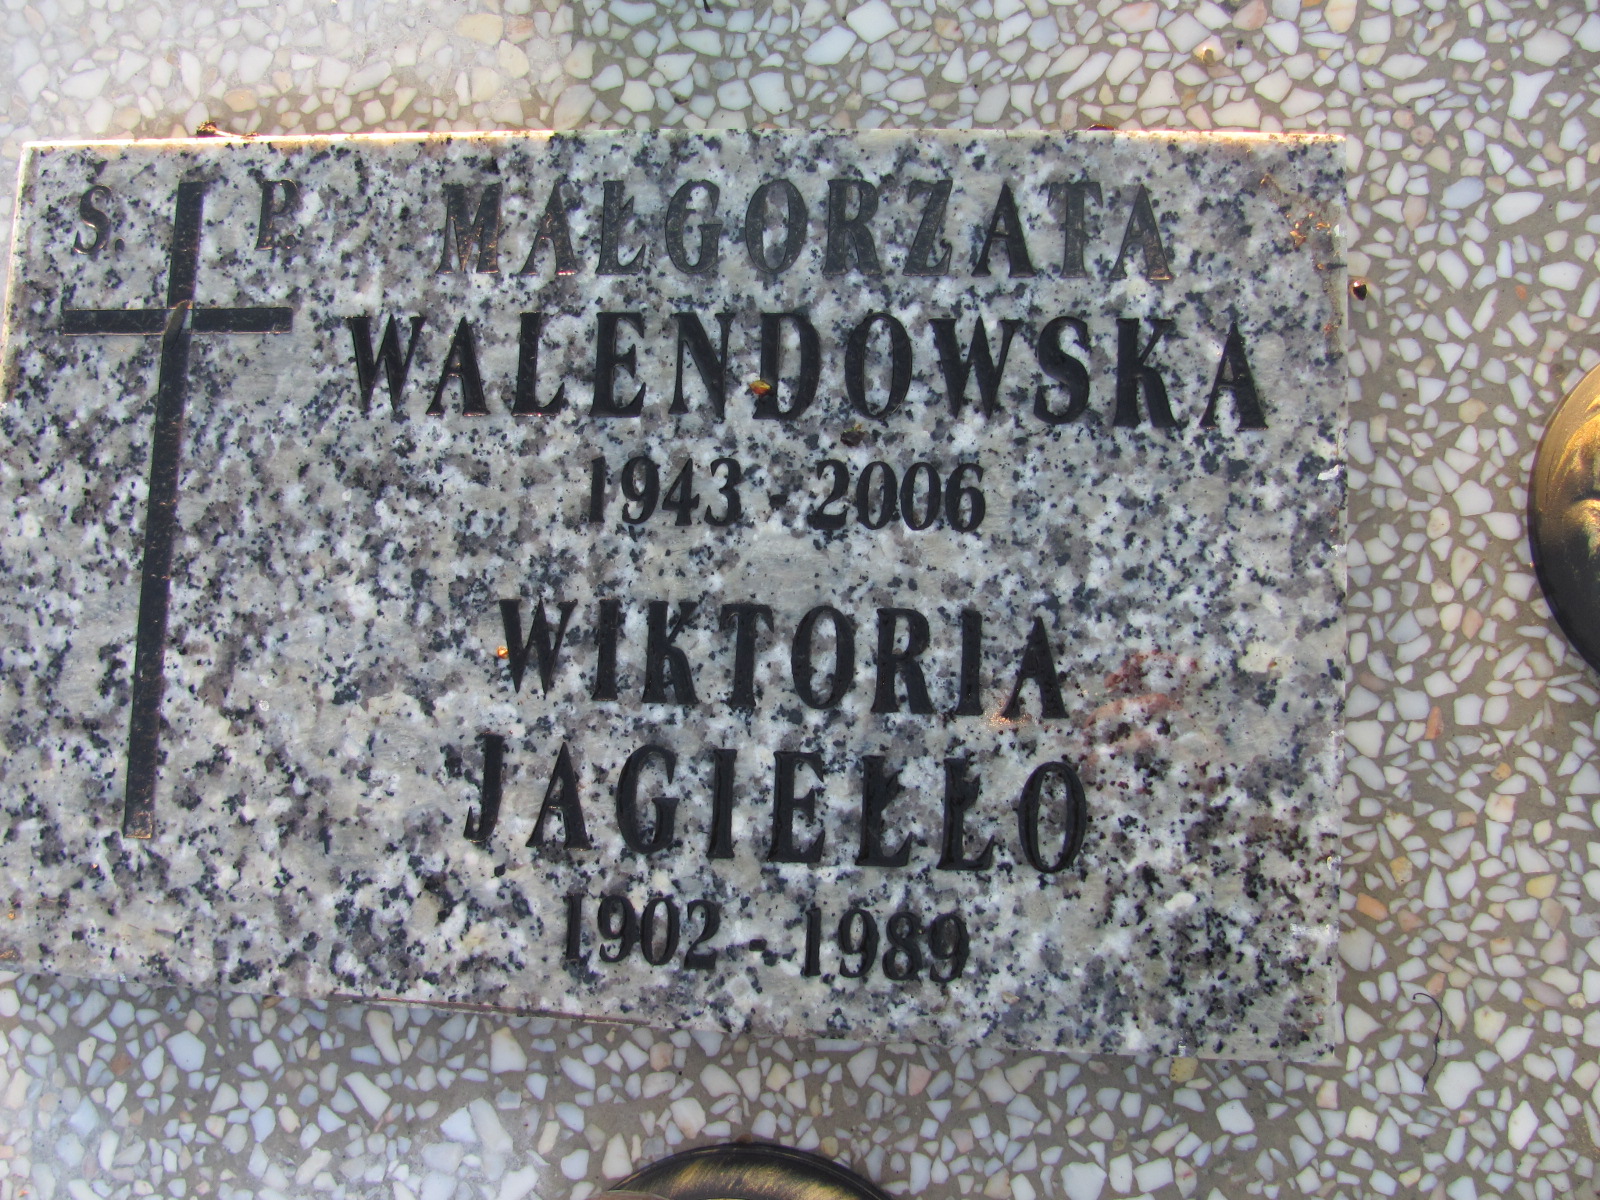 Ś. P. MAŁGORZATA
WALENDOWSKA
1943 - 2006
WIKTORIA
JAGIEŁŁO
1902 - 1989